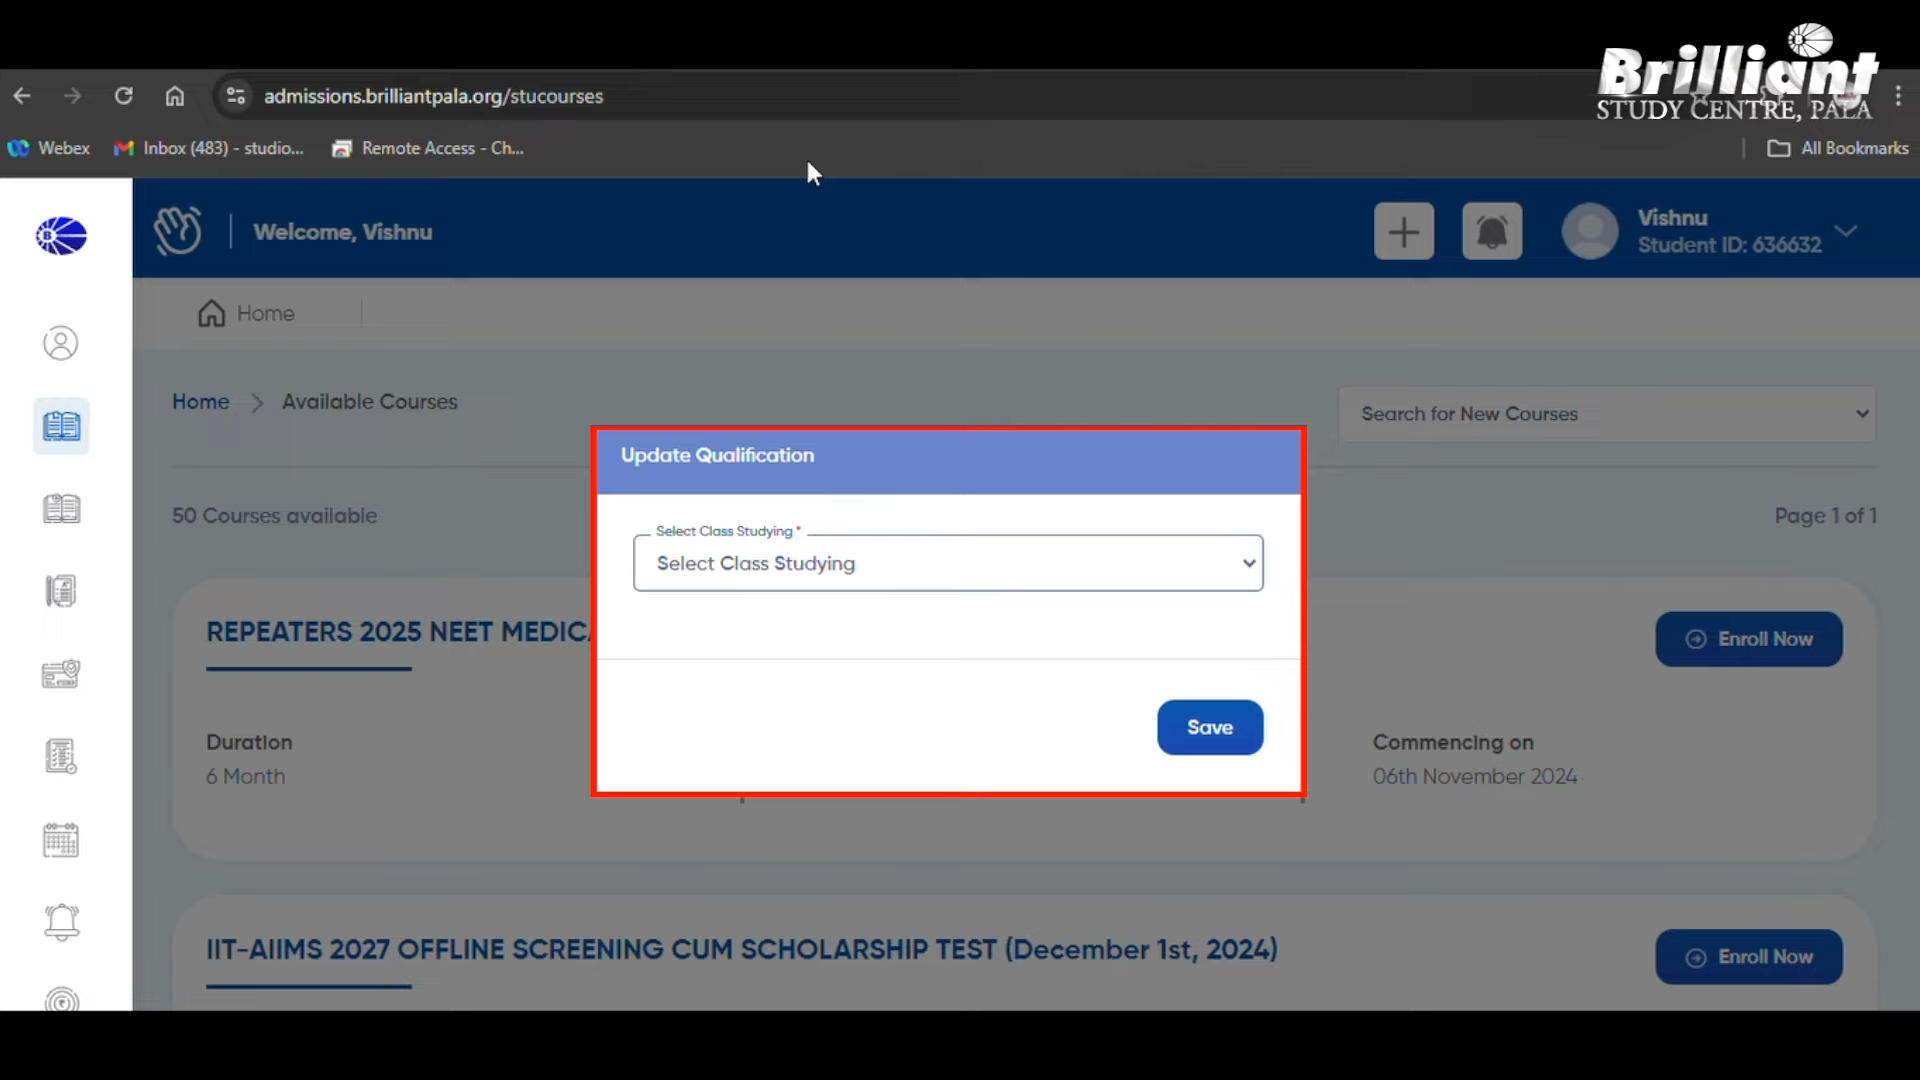 Brilliant
STUDY CENTRE, PALA
admissions.brilliantpala.org/stucourses
Webex
Inbox (483) - studio...
Remote Access - Ch...
All Bookmarks
Welcome, Vishnu
Vishnu
Student ID: 636632
Home
Home
Available Courses
Search for New Courses
Update Qualification
50 Courses available
Page 1 of 1
Select Class Studying *
Select Class Studying
REPEATERS 2025 NEET
Enroll Now
Save
Duration
6 Month
Commencing on
06th November 2024
IIT-AIIMS 2027 OFFLINE SCREENING CUM SCHOLARSHIP TEST (December 1st, 2024)
Enroll Now